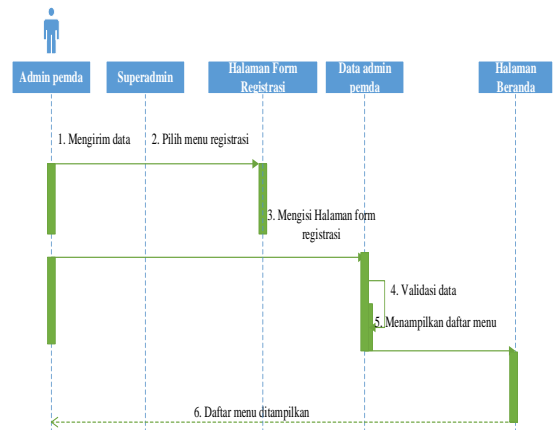 Admin pemda
Superadmin
Halaman Form
Registrasi
Data admin
pemda
Halaman
Beranda
1. Mengirim data
2. Pilih menu registrasi
3. Mengisi Halaman form
registrasi
4. Validasi data
5. Menampilkan daftar menu
6. Daftar menu ditampilkan